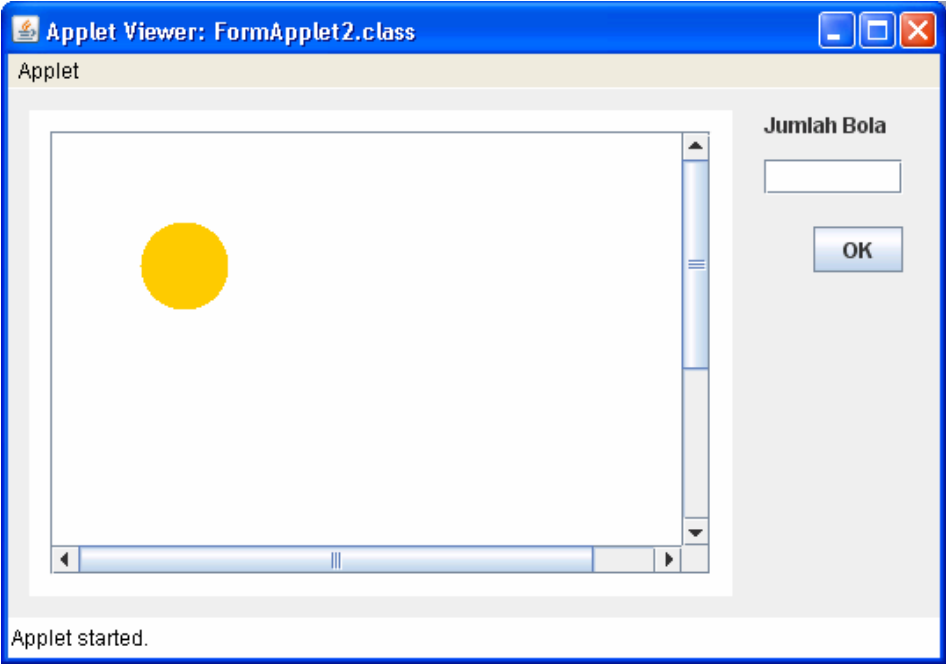 Applet Viewer: FormApplet2.class
Applet
Jumlah Bola
OK
Applet started.